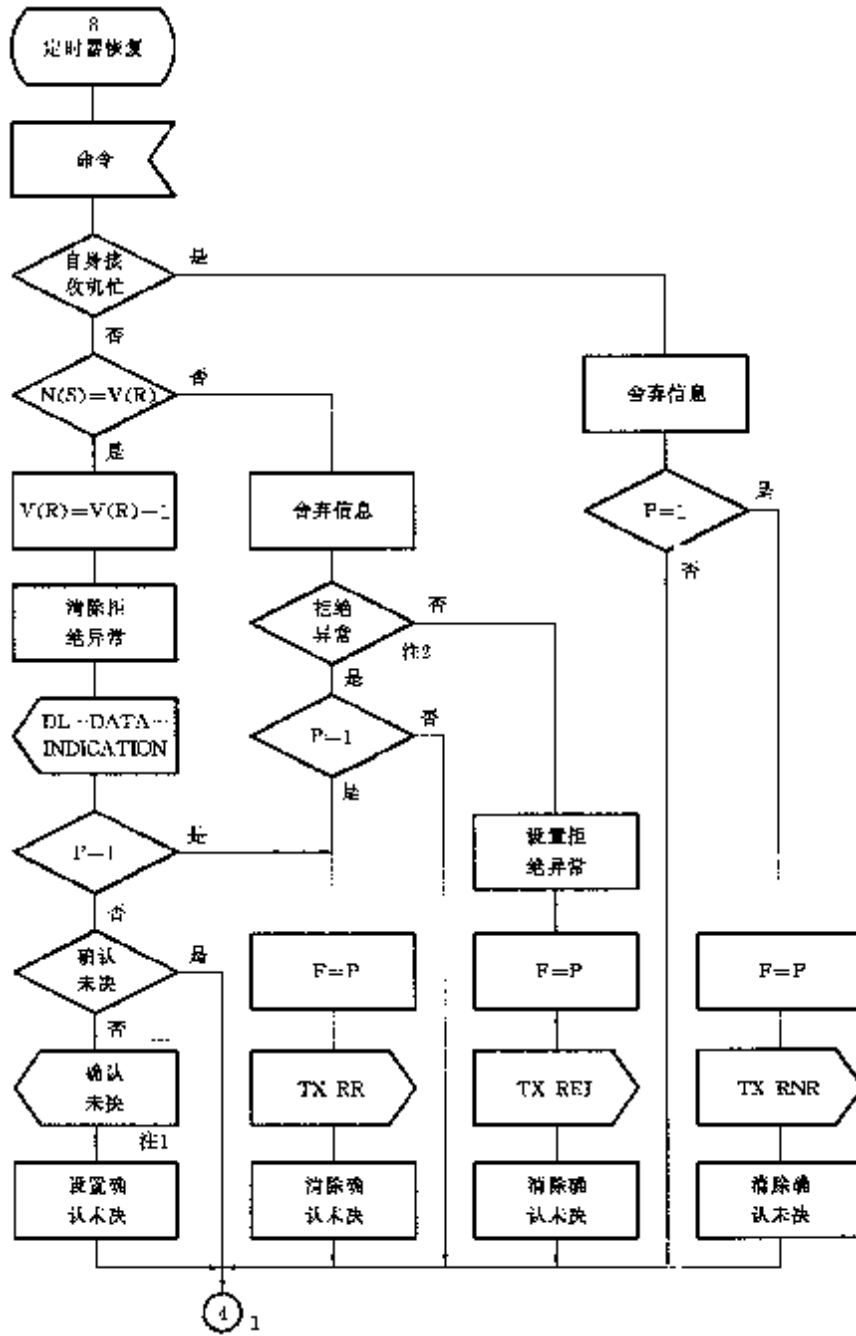 8
定时器恢复
命令
自身接
收机忙
是
否
N(S)=V(R)
否
是
舍弃信息
V(R)=V(R)-1
舍弃信息
P=1
是
否
清除拒
绝异常
拒绝
异常
否
注2
是
DL-DATA-
INDICATION
P=1
否
是
P=1
是
否
设置拒
绝异常
确认
未决
是
否
F=P
F=P
F=P
确认
未决
注1
TX RR
TX REJ
TX RNR
设置确
认未决
清除确
认未决
清除确
认未决
清除确
认未决
4
1